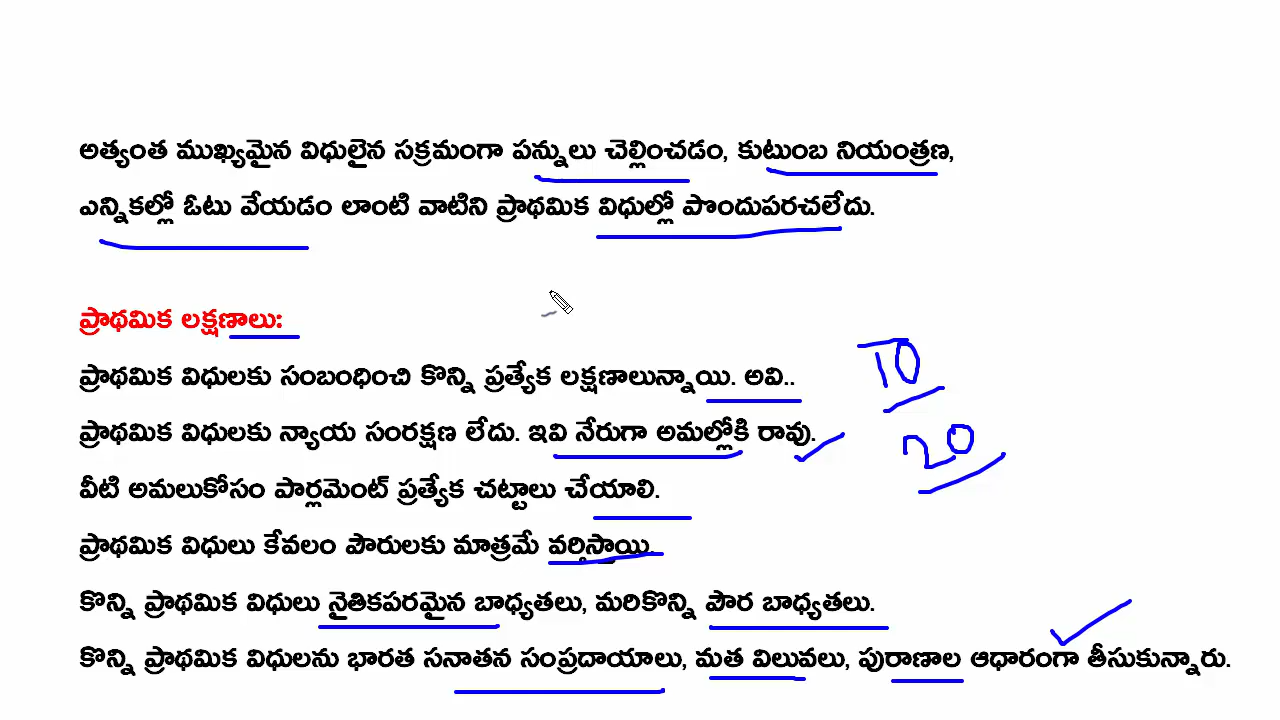 అత్యంత ముఖ్యమైన విధులైన సక్రమంగా పన్నులు చెల్లించడం, కుటుంబ నియంత్రణ,
ఎన్నికల్లో ఓటు వేయడం లాంటి వాటిని ప్రాథమిక విధుల్లో పొందుపరచలేదు.
ప్రాథమిక లక్షణాలు:
ప్రాథమిక విధులకు సంబంధించి కొన్ని ప్రత్యేక లక్షణాలున్నాయి. అవి..
10
ప్రాథమిక విధులకు న్యాయ సంరక్షణ లేదు. ఇవి నేరుగా అమల్లోకి రావు.
20
వీటి అమలుకోసం పార్లమెంట్ ప్రత్యేక చట్టాలు చేయాలి.
ప్రాథమిక విధులు కేవలం పౌరులకు మాత్రమే వర్తిస్తాయి.
కొన్ని ప్రాథమిక విధులు నైతికపరమైన బాధ్యతలు, మరికొన్ని పౌర బాధ్యతలు.
కొన్ని ప్రాథమిక విధులను భారత సనాతన సంప్రదాయాలు, మత విలువలు, పురాణాల ఆధారంగా తీసుకున్నారు.